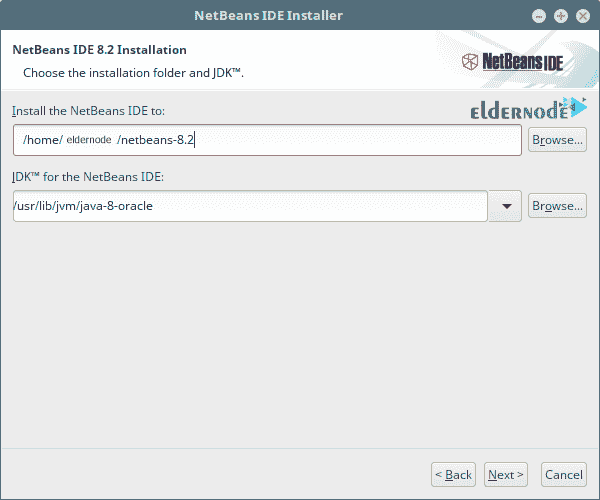 NetBeans IDE Installer
NetBeans IDE 8.2 Installation
Choose the installation folder and JDK™.
NetBeans IDE
Install the NetBeans IDE to:
ELDERNODE
/home/ eldernode /netbeans-8.2
Browse...
JDK™ for the NetBeans IDE:
/usr/lib/jvm/java-8-oracle
Browse...
< Back Next > Cancel